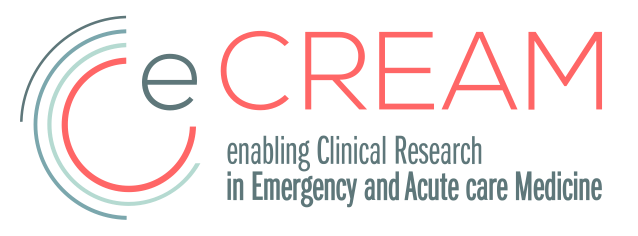 eCREAM
enabling Clinical Research
in Emergency and Acute care Medicine